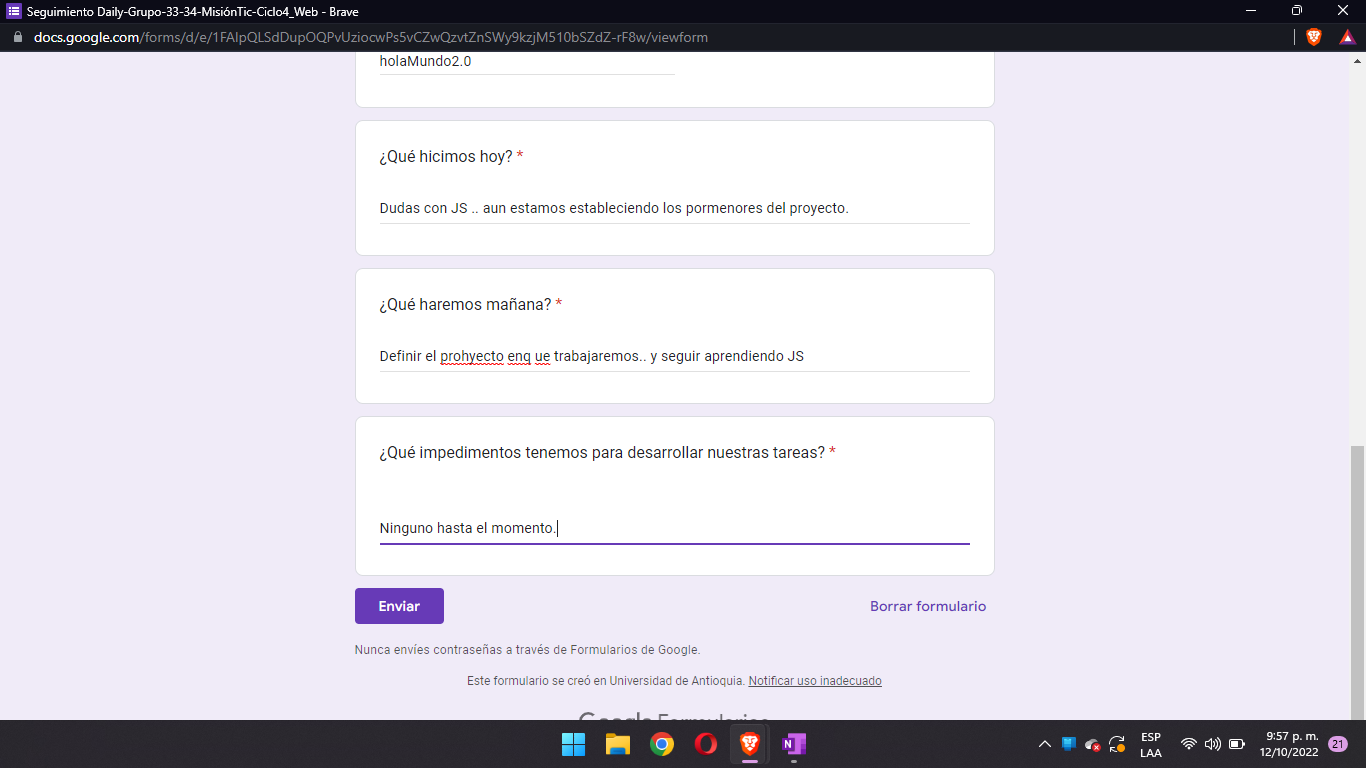 Seguimiento Daily-Grupo-33-34-MisiónTic-Ciclo4_Web - Brave
docs.google.com/forms/d/e/1FAIpQLSdDupOQPvUziocwPs5vCZwQzvtZnSWy9kzjM510bSZdZ-rF8w/viewform
holaMundo2.0
¿Qué hicimos hoy? *
Dudas con JS .. aun estamos estableciendo los pormenores del proyecto.
¿Qué haremos mañana? *
Definir el prohyecto enq ue trabajaremos.. y seguir aprendiendo JS
¿Qué impedimentos tenemos para desarrollar nuestras tareas? *
Ninguno hasta el momento.
Enviar
Borrar formulario
Nunca envíes contraseñas a través de Formularios de Google.
Este formulario se creó en Universidad de Antioquia. Notificar uso inadecuado
Google Formularios
ESP
LAA
9:57 p. m.
12/10/2022
21